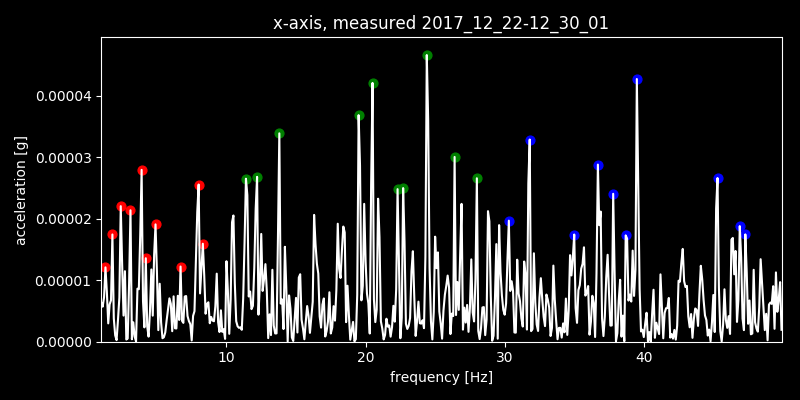 x-axis, measured 2017_12_22-12_30_01
acceleration [g]
0.00004
0.00003
0.00002
0.00001
0.00000
10 20 30 40
frequency [Hz]